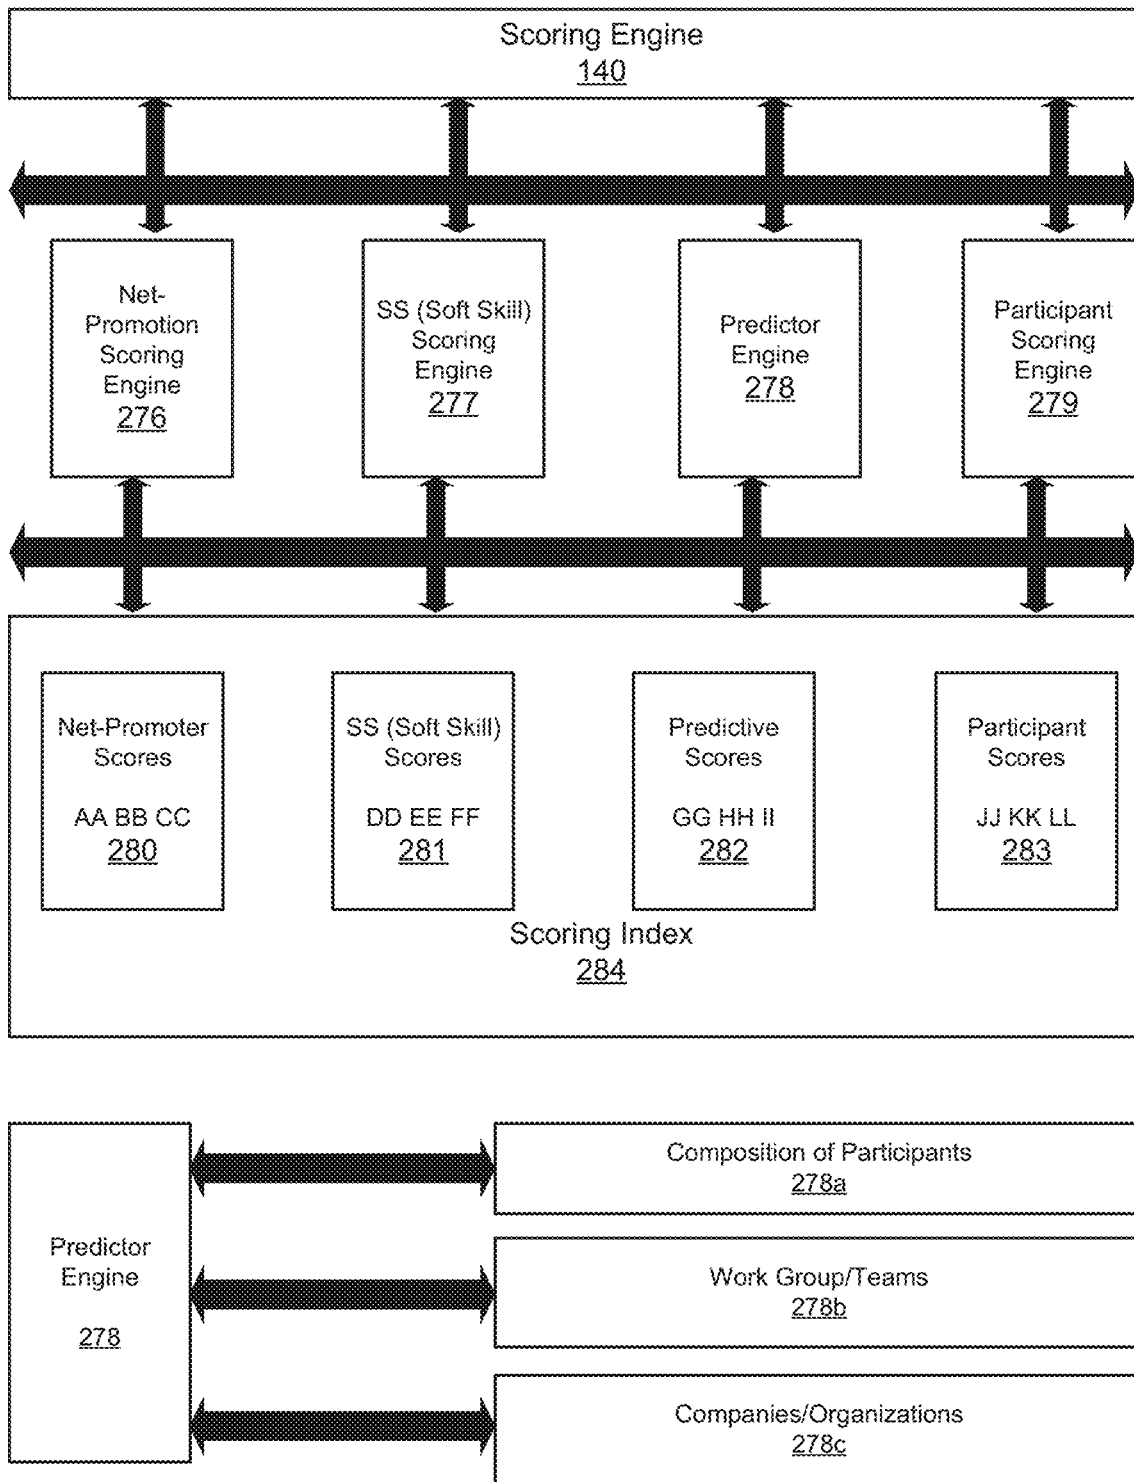 Scoring Engine
140
Net-
Promotion
Scoring
Engine
276
SS (Soft Skill)
Scoring
Engine
277
Predictor
Engine
278
Participant
Scoring
Engine
279
Net-Promoter
Scores
AA BB CC
280
SS (Soft Skill)
Scores
DD EE FF
281
Predictive
Scores
GG HH II
282
Participant
Scores
JJ KK LL
283
Scoring Index
284
Predictor
Engine
278
Composition of Participants
278a
Work Group/Teams
278b
Companies/Organizations
278c